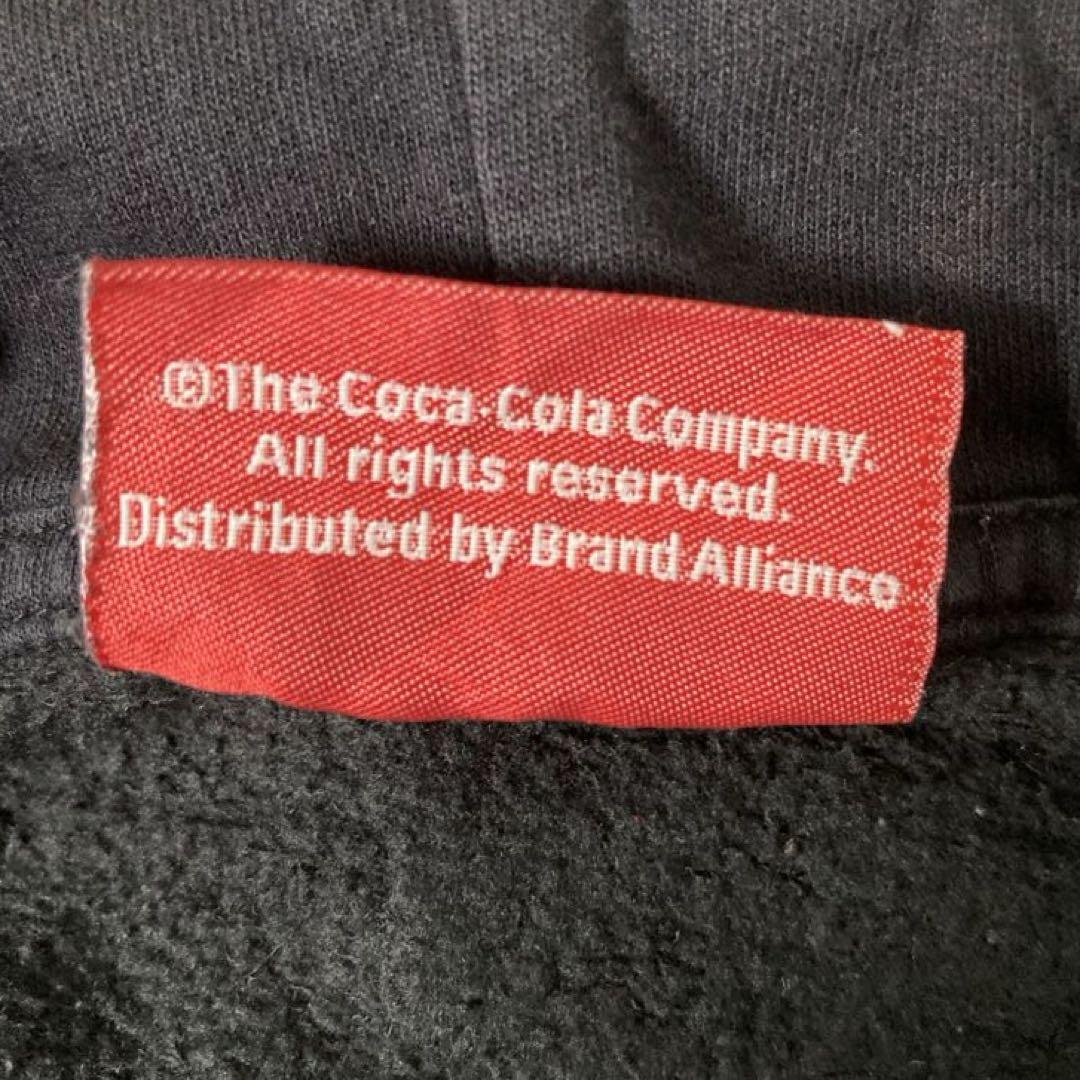 ©The Coca-Cola Company.
All rights reserved.
Distributed by Brand Alliance